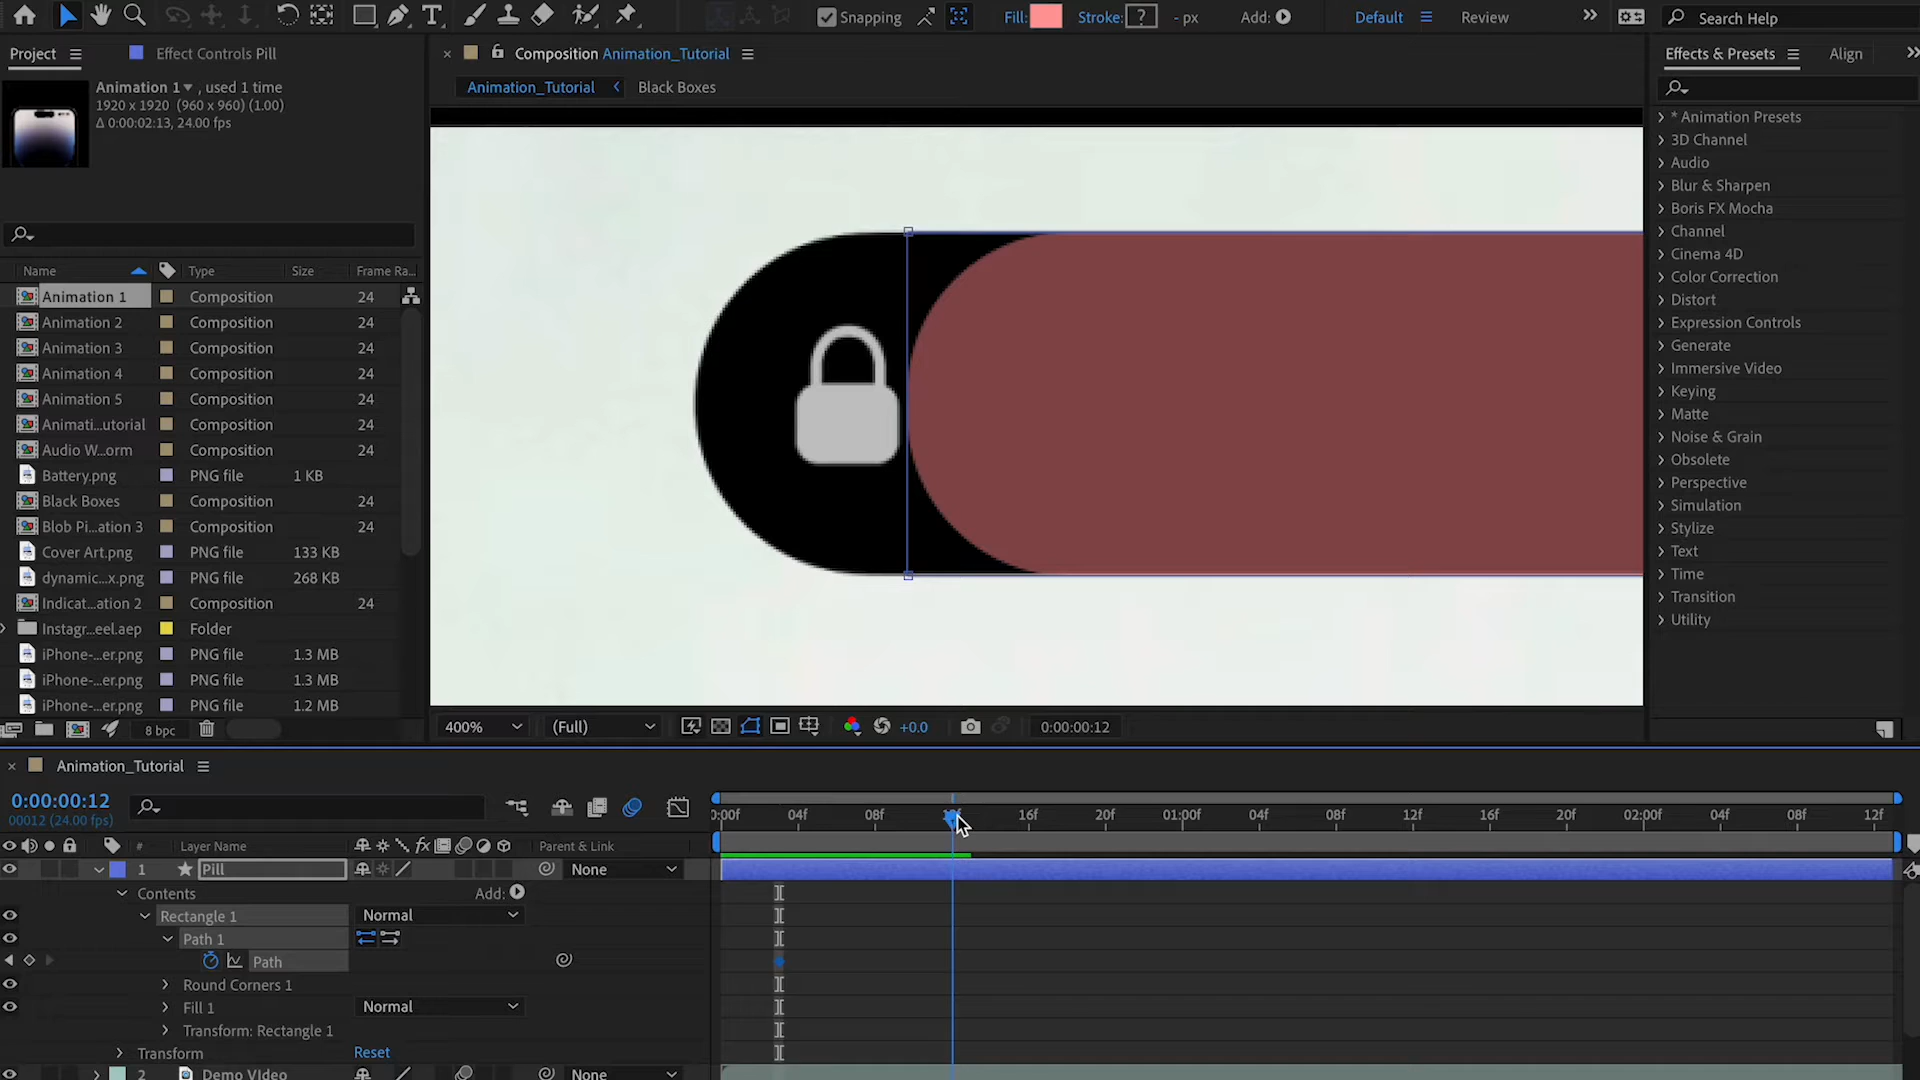 Snapping
Fill:
Stroke: ?
- px
Add:
Default
Review
Search Help
Project
Effect Controls Pill
Composition Animation_Tutorial
Effects & Presets
Align
Animation_Tutorial
Black Boxes
Animation 1 , used 1 time
1920 x 1920 (960 x 960) (1.00)
Δ 0:00:02:13, 24.00 fps
* Animation Presets
3D Channel
Audio
Blur & Sharpen
Boris FX Mocha
Channel
Cinema 4D
Color Correction
Distort
Expression Controls
Generate
Immersive Video
Keying
Matte
Noise & Grain
Obsolete
Perspective
Simulation
Stylize
Text
Time
Transition
Utility
Name Type Size Frame Ra...
Animation 1 Composition 24
Animation 2 Composition 24
Animation 3 Composition 24
Animation 4 Composition 24
Animation 5 Composition 24
Animati...utorial Composition 24
Audio W...orm Composition 24
Battery.png PNG file 1 KB
Black Boxes Composition 24
Blob Pi...ation 3 Composition 24
Cover Art.png PNG file 133 KB
dynamic...x.png PNG file 268 KB
Indicat...ation 2 Composition 24
Instagr...eel.aep Folder
iPhone-...er.png PNG file 1.3 MB
iPhone-...er.png PNG file 1.3 MB
iPhone-...er.png PNG file 1.2 MB
8 bpc
400% (Full) +0.0 0:00:00:12
Animation_Tutorial
0:00:00:12
00012 (24.00 fps)
0:00f 04f 08f 16f 20f 01:00f 04f 08f 12f 16f 20f 02:00f 04f 08f 12f
# Layer Name fx Parent & Link
1 Pill None
Contents Add:
Rectangle 1 Normal
Path 1
Path
Round Corners 1
Fill 1 Normal
Transform: Rectangle 1
Transform Reset
2 Demo VIdeo None